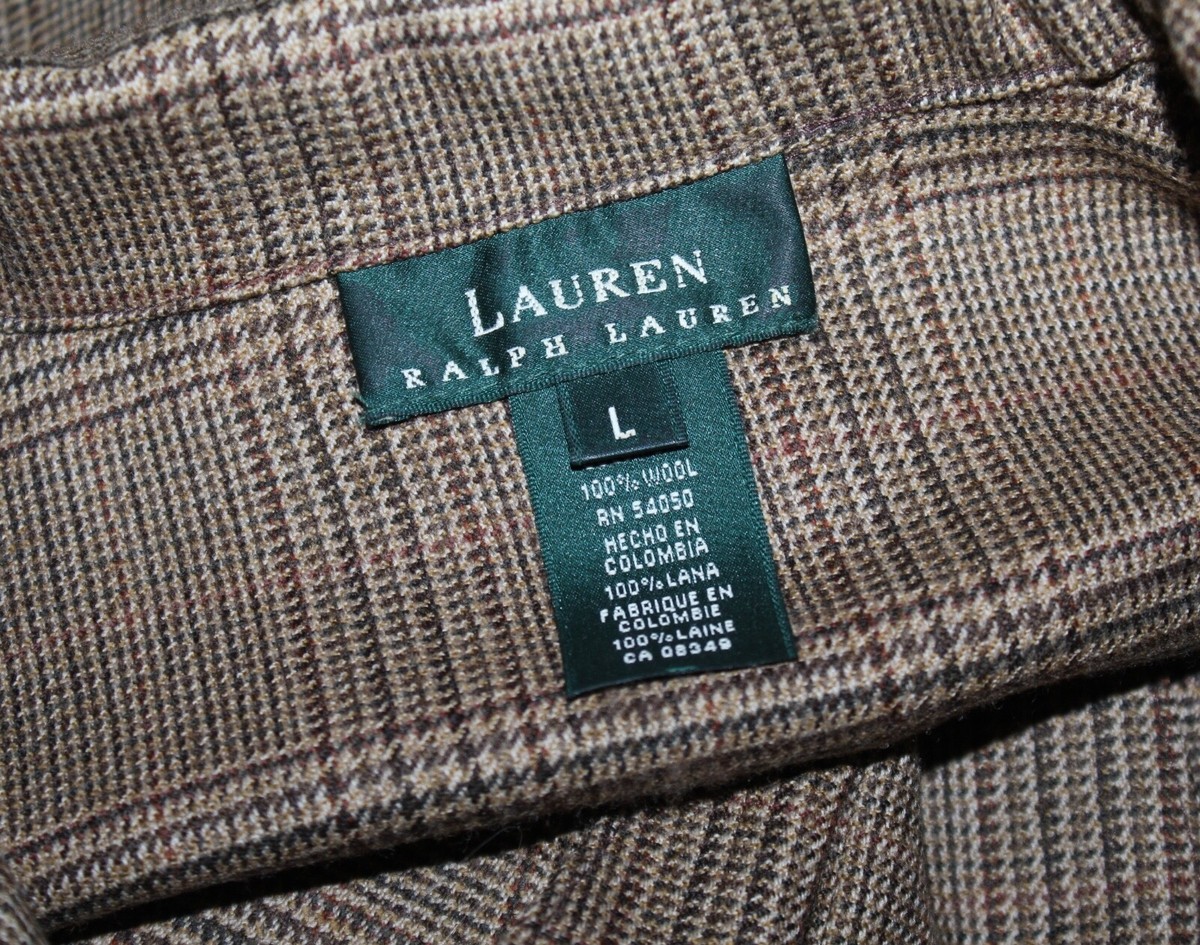 LAUREN
RALPH LAUREN
L
100% WOOL
RN 54050
HECHO EN
COLOMBIA
100% LANA
FABRIQUE EN
COLOMBIE
100% LAINE
CA 08349